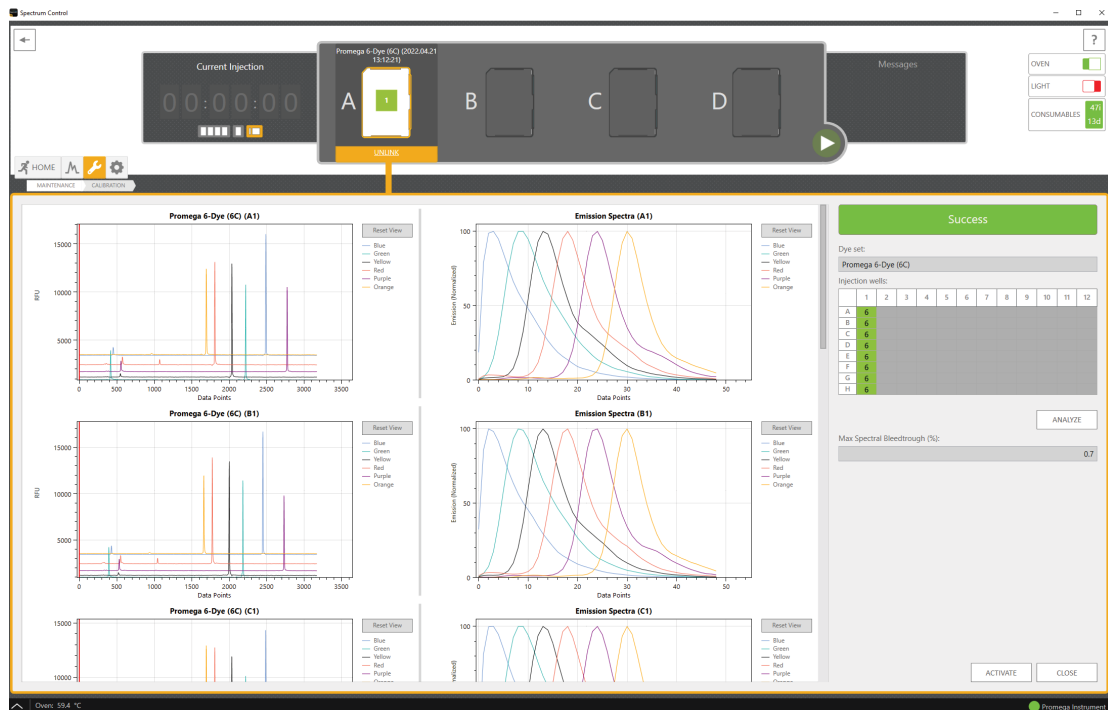 Spectrum Control
?
Current Injection
00:00:00
Promega 6-Dye (6C) (2022.04.21
13:12:21)
A
1
B
C
D
UNLINK
Messages
OVEN
LIGHT
CONSUMABLES
47i
13d
HOME
MAINTENANCE
CALIBRATION
Promega 6-Dye (6C) (A1)
RFU
15000
10000
5000
0 500 1000 1500 2000 2500 3000 3500
Data Points
Reset View
Blue
Green
Yellow
Red
Purple
Orange
Emission Spectra (A1)
Emission (Normalized)
100
50
0 10 20 30 40 50
Data Points
Reset View
Blue
Green
Yellow
Red
Purple
Orange
Promega 6-Dye (6C) (B1)
RFU
15000
10000
5000
0 500 1000 1500 2000 2500 3000 3500
Data Points
Reset View
Blue
Green
Yellow
Red
Purple
Orange
Emission Spectra (B1)
Emission (Normalized)
100
50
0 10 20 30 40 50
Data Points
Reset View
Blue
Green
Yellow
Red
Purple
Orange
Promega 6-Dye (6C) (C1)
15000
10000
Reset View
Blue
Green
Yellow
Red
Purple
Emission Spectra (C1)
100
50
Reset View
Blue
Green
Yellow
Red
Purple
Success
Dye set:
Promega 6-Dye (6C)
Injection wells:
1 2 3 4 5 6 7 8 9 10 11 12
A 6
B 6
C 6
D 6
E 6
F 6
G 6
H 6
ANALYZE
Max Spectral Bleedtrough (%):
0.7
ACTIVATE
CLOSE
Oven: 59.4 °C
Promega Instrument